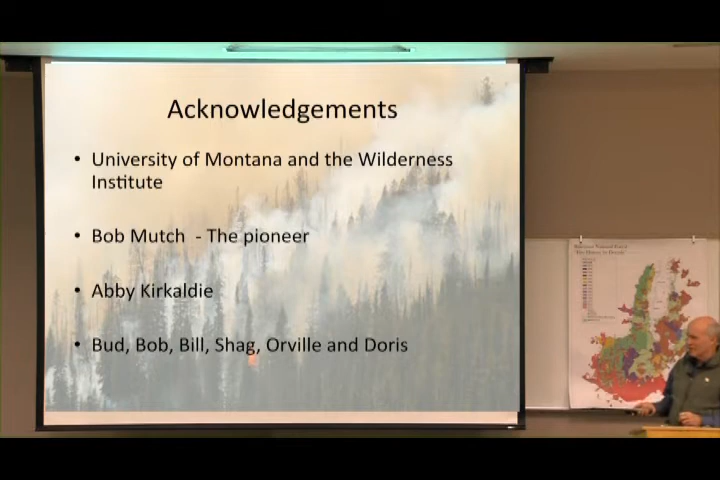 Acknowledgements
• University of Montana and the Wilderness
Institute
• Bob Mutch - The pioneer
• Abby Kirkaldie
• Bud, Bob, Bill, Shag, Orville and Doris